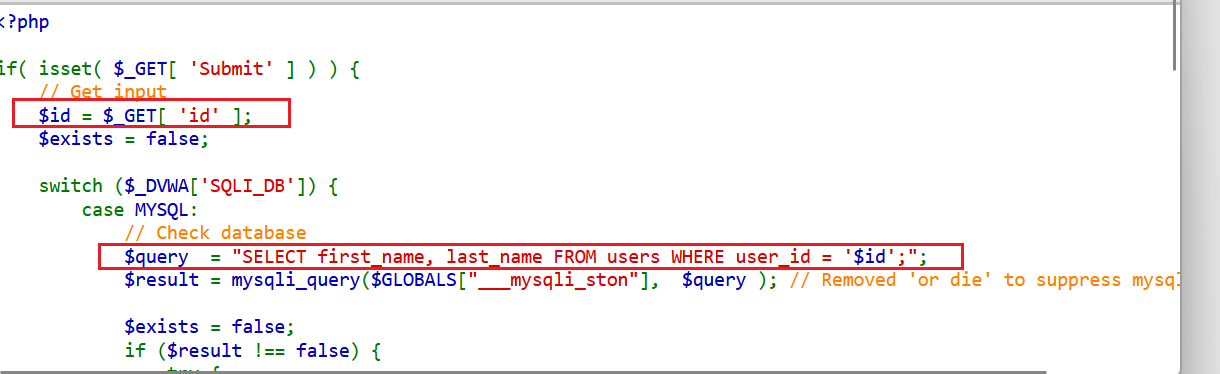 <?php
if( isset( $_GET[ 'Submit' ] ) ) {
// Get input
$id = $_GET[ 'id' ];
$exists = false;
switch ($_DVWA['SQLI_DB']) {
case MYSQL:
// Check database
$query  = "SELECT first_name, last_name FROM users WHERE user_id = '$id';";
$result = mysqli_query($GLOBALS["___mysqli_ston"],  $query ); // Removed 'or die' to suppress mysql
$exists = false;
if ($result !== false) {
try {